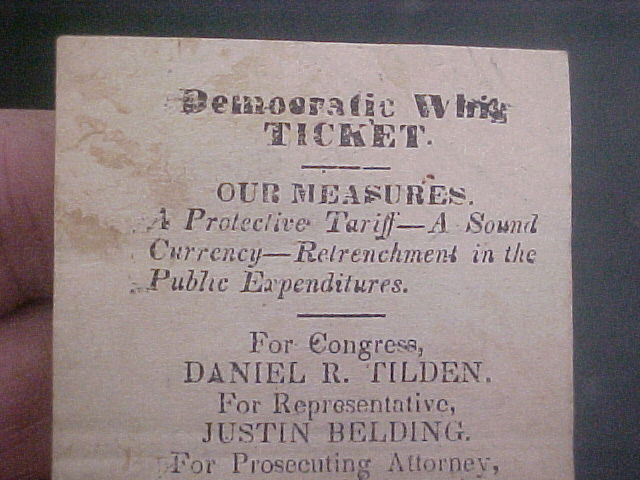 Democratic Whig
TICKET.
OUR MEASURES.
A Protective Tariff—A Sound
Currency—Retrenchment in the
Public Expenditures.
For Congress,
DANIEL R. TILDEN.
For Representative,
JUSTIN BELDING.
For Prosecuting Attorney,